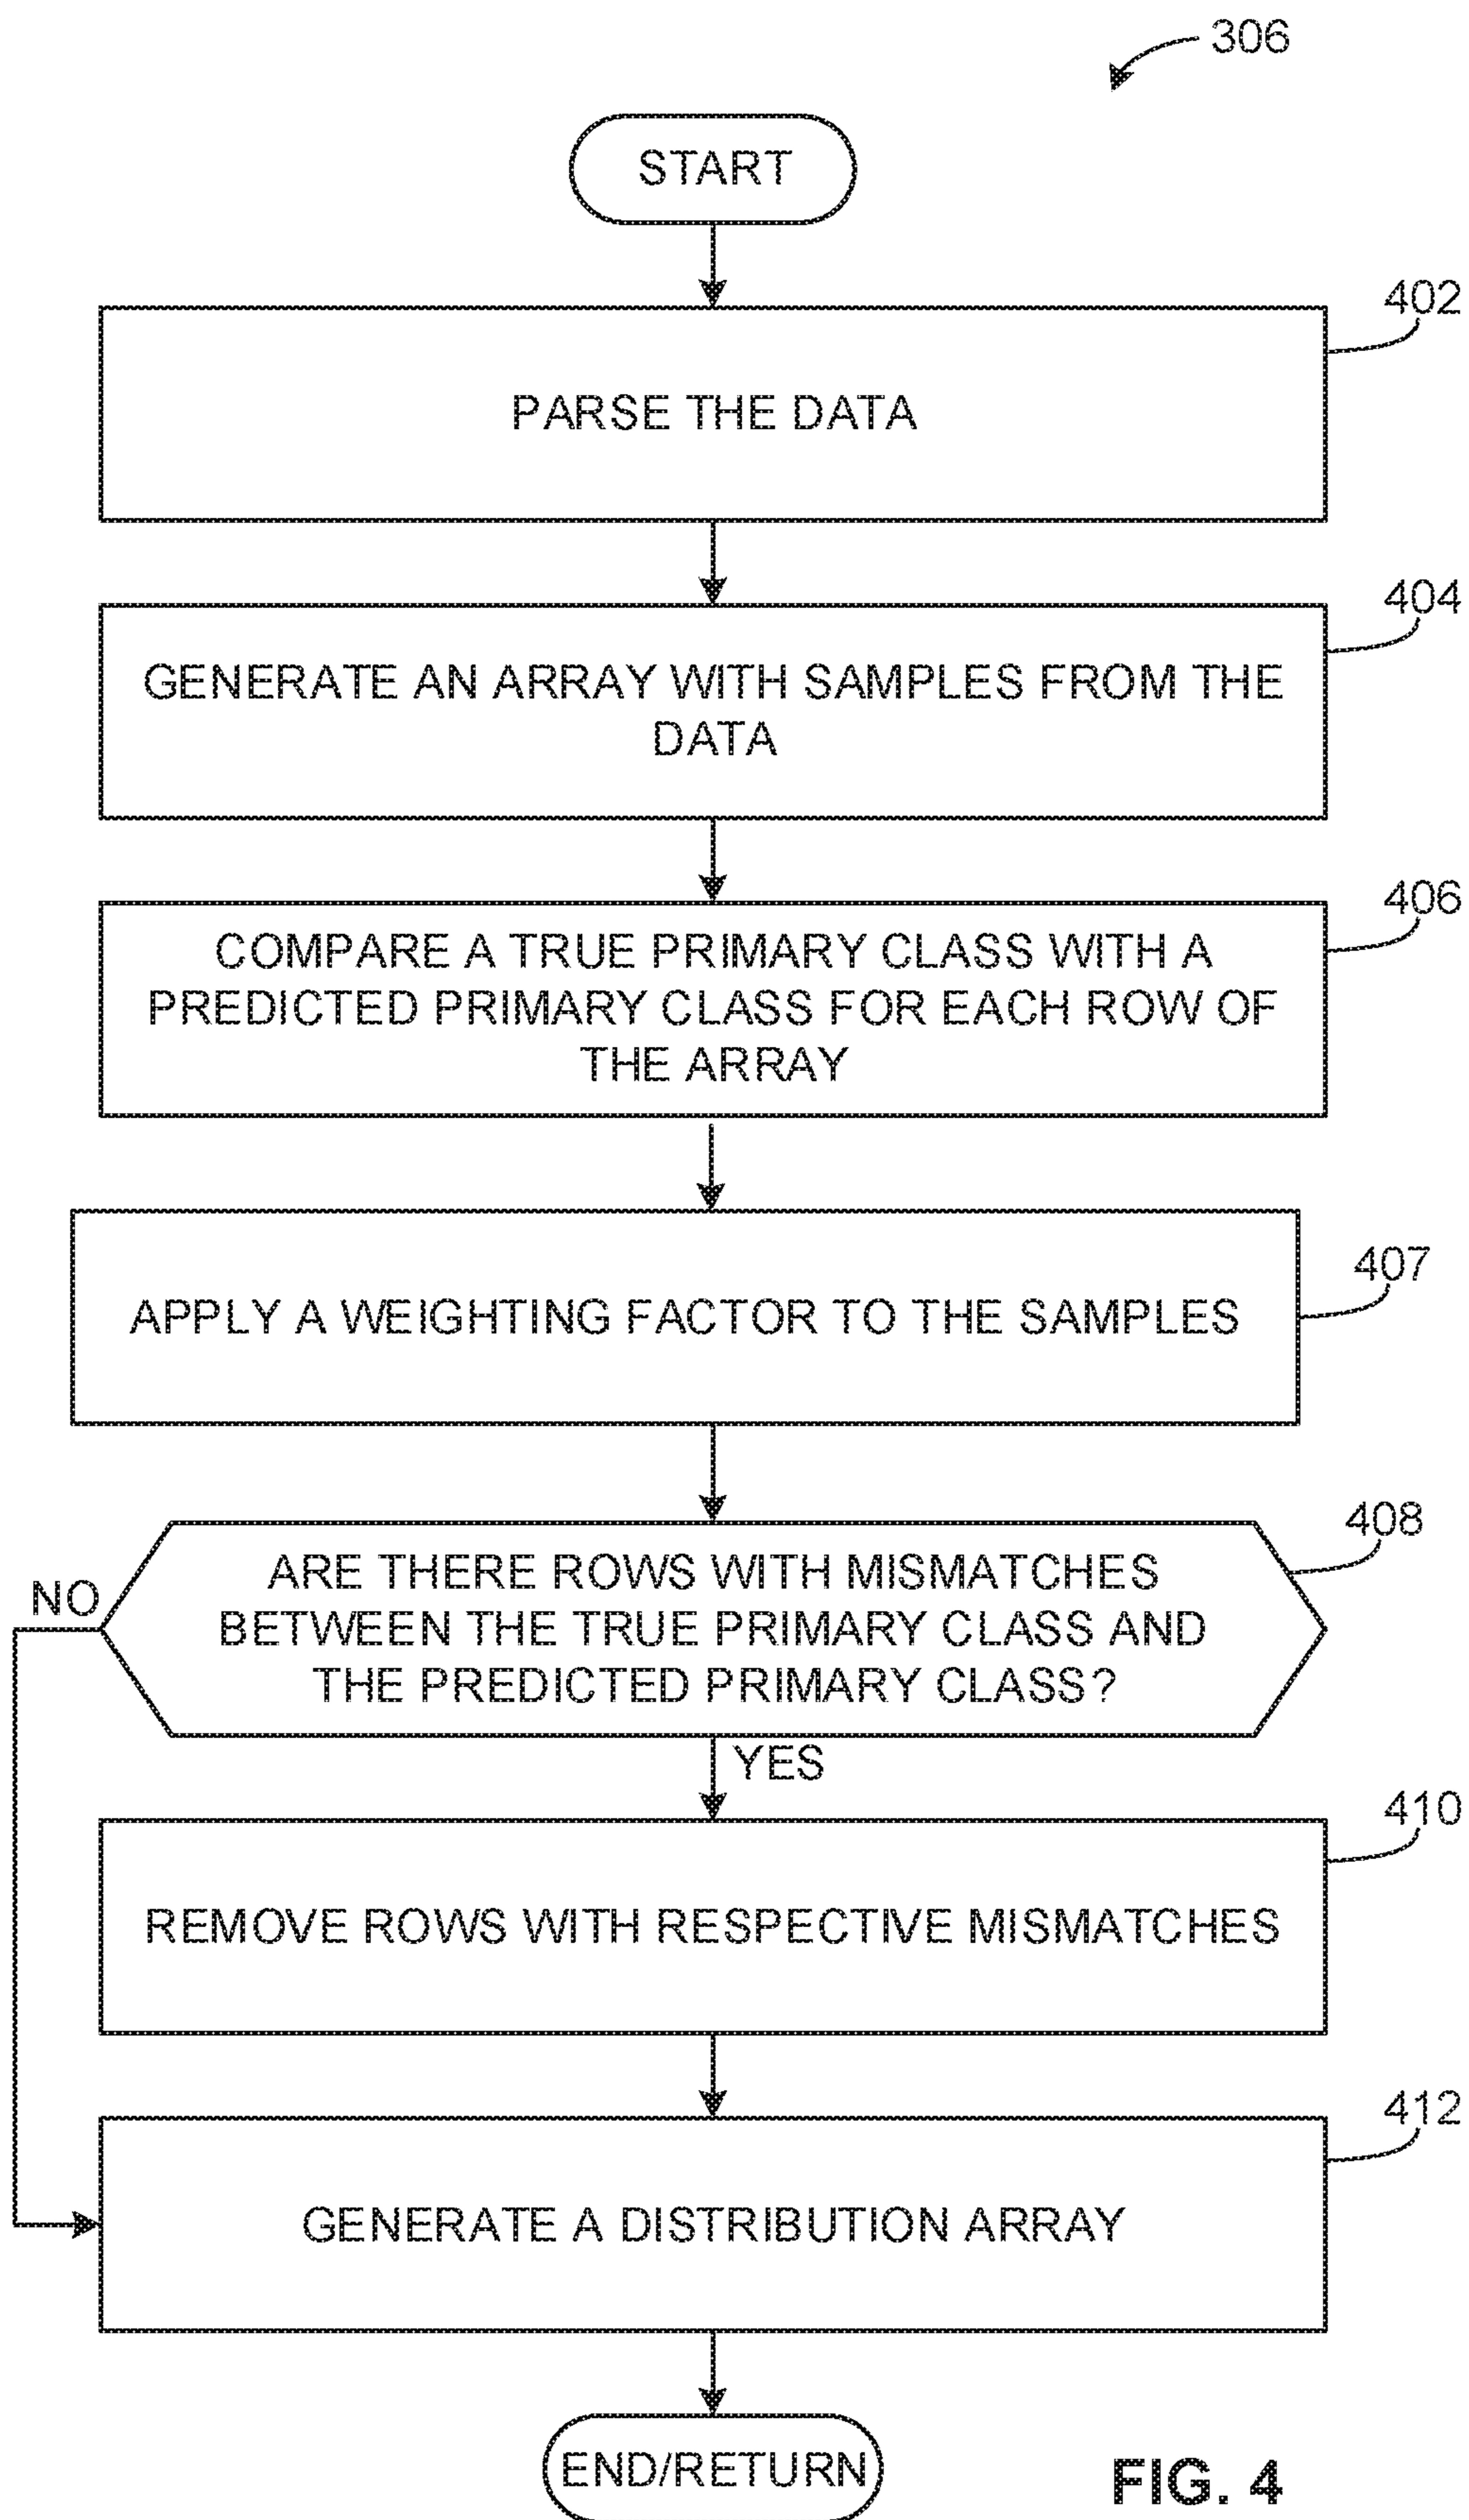 306
START
402
PARSE THE DATA
404
GENERATE AN ARRAY WITH SAMPLES FROM THE
DATA
406
COMPARE A TRUE PRIMARY CLASS WITH A
PREDICTED PRIMARY CLASS FOR EACH ROW OF
THE ARRAY
407
APPLY A WEIGHTING FACTOR TO THE SAMPLES
408
ARE THERE ROWS WITH MISMATCHES
BETWEEN THE TRUE PRIMARY CLASS AND
THE PREDICTED PRIMARY CLASS?
NO
YES
410
REMOVE ROWS WITH RESPECTIVE MISMATCHES
412
GENERATE A DISTRIBUTION ARRAY
END/RETURN
FIG. 4